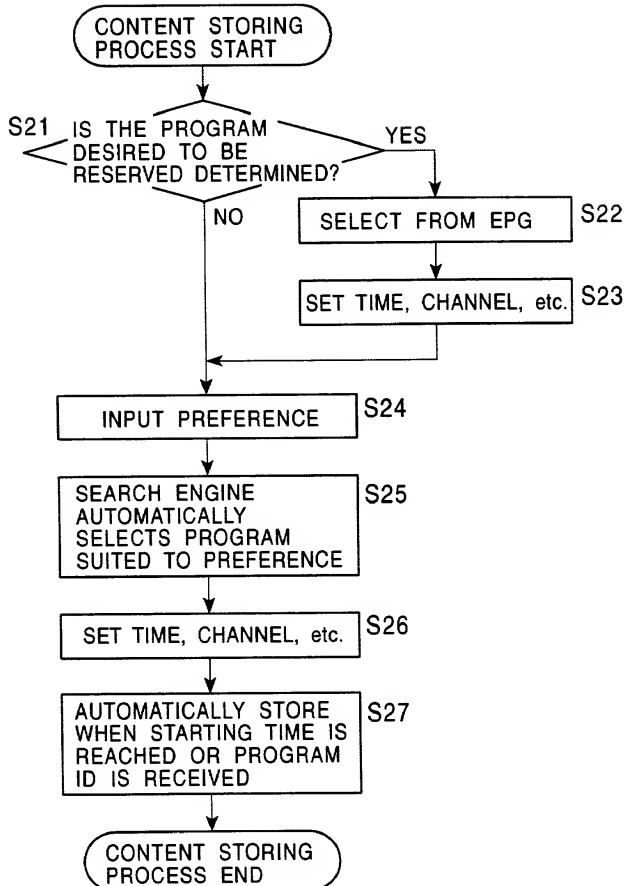 CONTENT STORING
PROCESS START
S21
IS THE PROGRAM
DESIRED TO BE
RESERVED DETERMINED?
YES
NO
SELECT FROM EPG
S22
SET TIME, CHANNEL, etc.
S23
INPUT PREFERENCE
S24
SEARCH ENGINE
AUTOMATICALLY
SELECTS PROGRAM
SUITED TO PREFERENCE
S25
SET TIME, CHANNEL, etc.
S26
AUTOMATICALLY STORE
WHEN STARTING TIME IS
REACHED OR PROGRAM
ID IS RECEIVED
S27
CONTENT STORING
PROCESS END